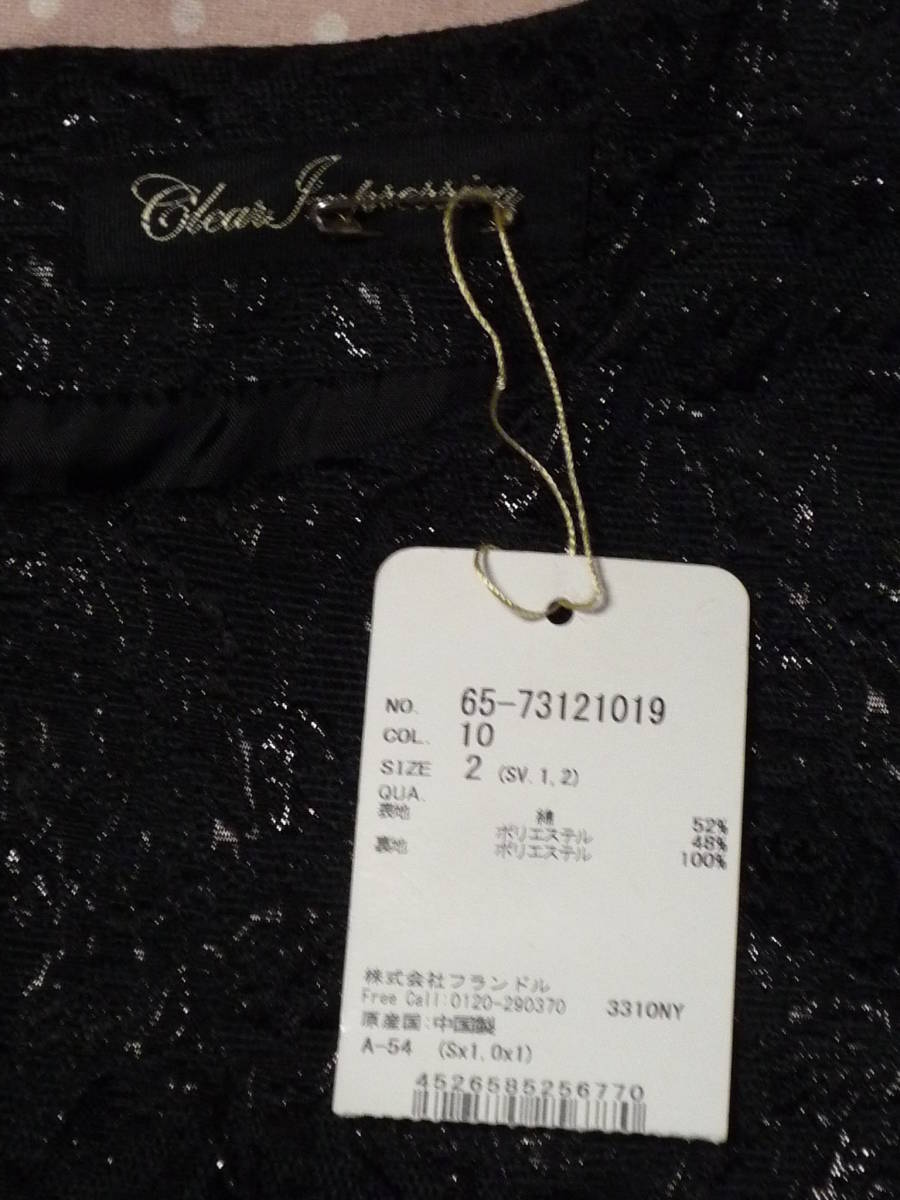 Clear Impression
NO. 65-73121019
COL. 10
SIZE 2 (SV.1,2)
QUA.
表地 綿 52%
ポリエステル 48%
裏地 ポリエステル 100%
株式会社フランドル
Free Call:0120-290370 3310NY
原産国:中国製
A-54 (Sx1,0x1)
4526585256770